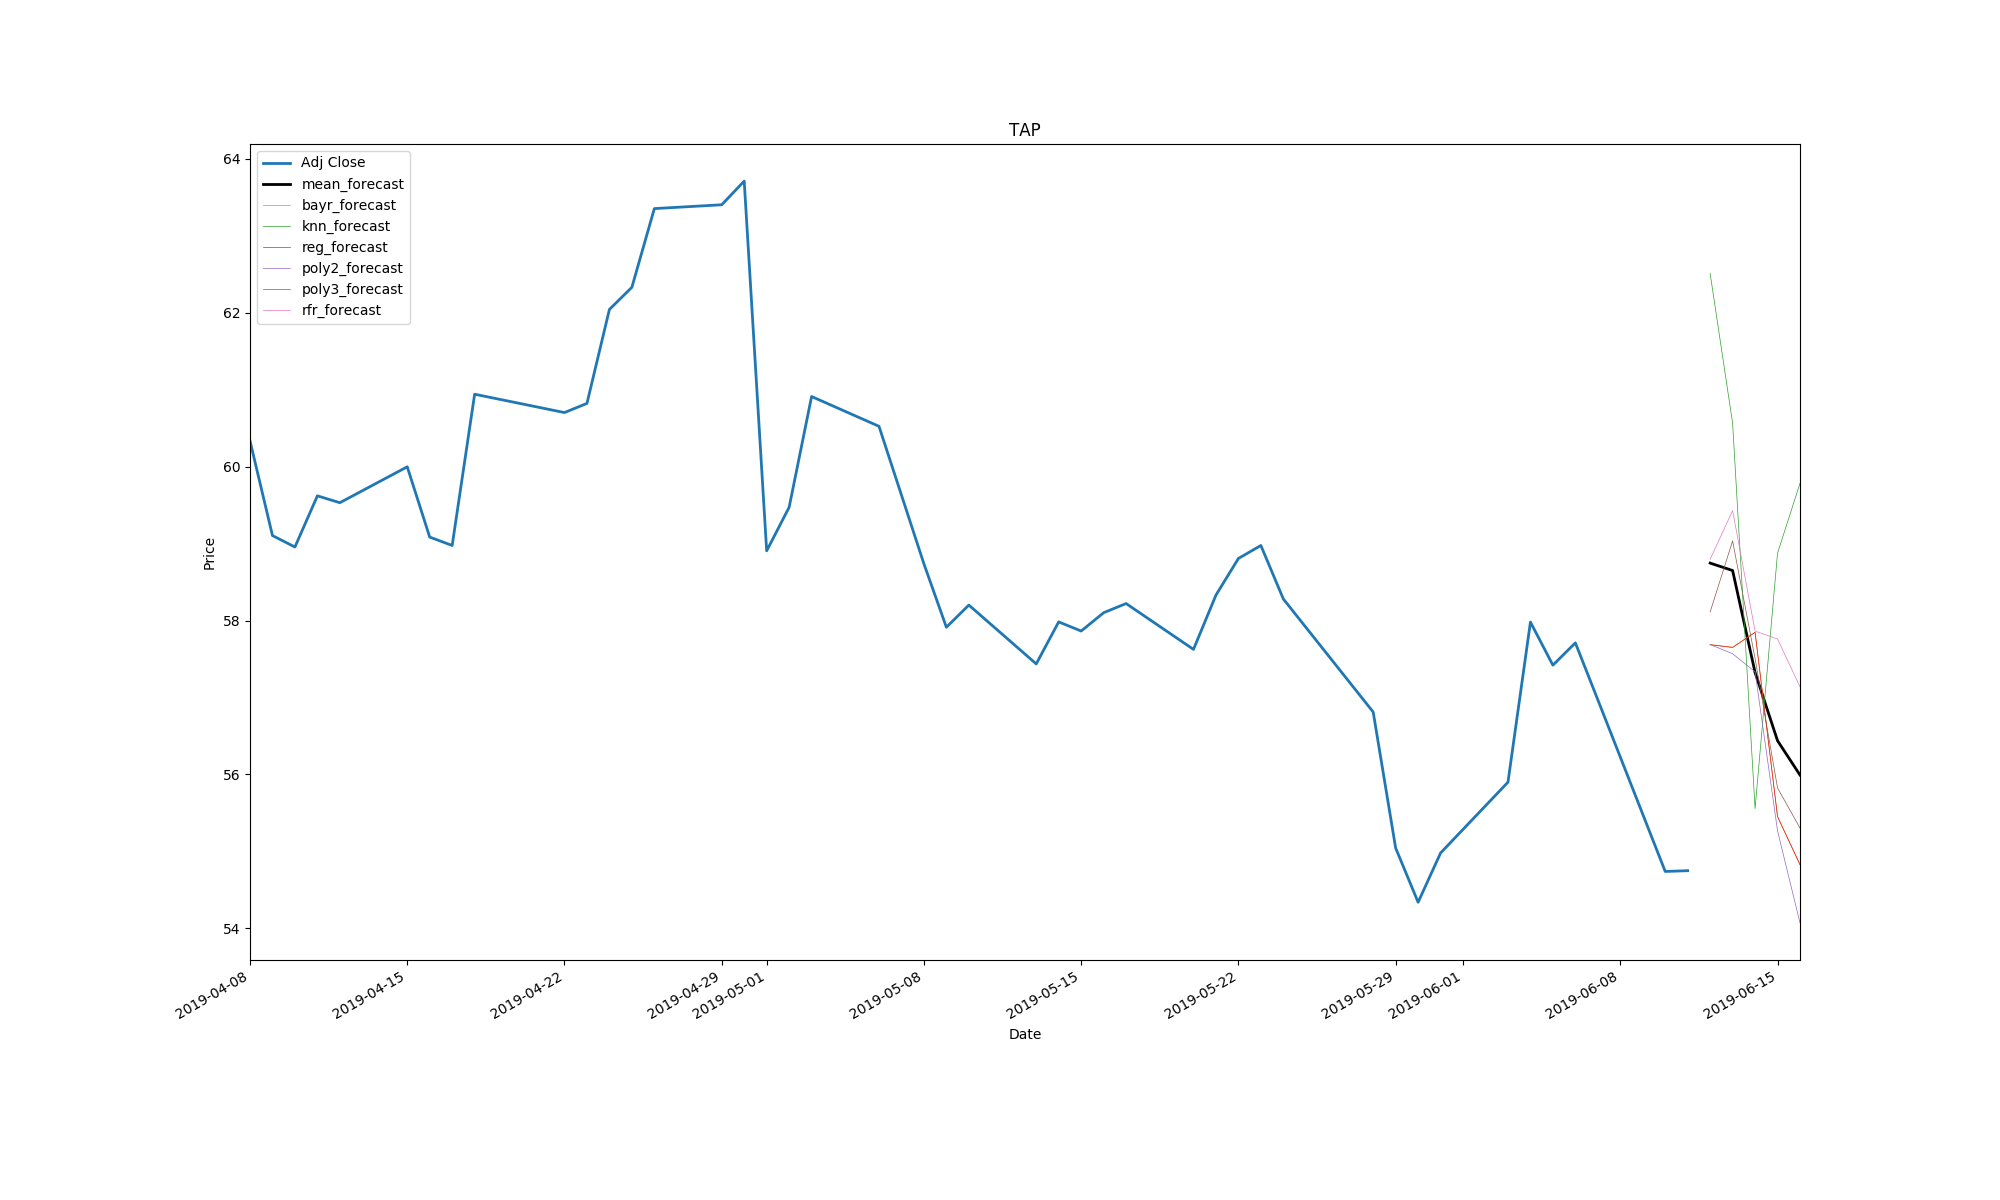 TAP
64
62
60
58
56
54
Price
Adj Close
mean_forecast
bayr_forecast
knn_forecast
reg_forecast
poly2_forecast
poly3_forecast
rfr_forecast
2019-04-08
2019-04-15
2019-04-22
2019-04-29
2019-05-01
2019-05-08
2019-05-15
2019-05-22
2019-05-29
2019-06-01
2019-06-08
2019-06-15
Date